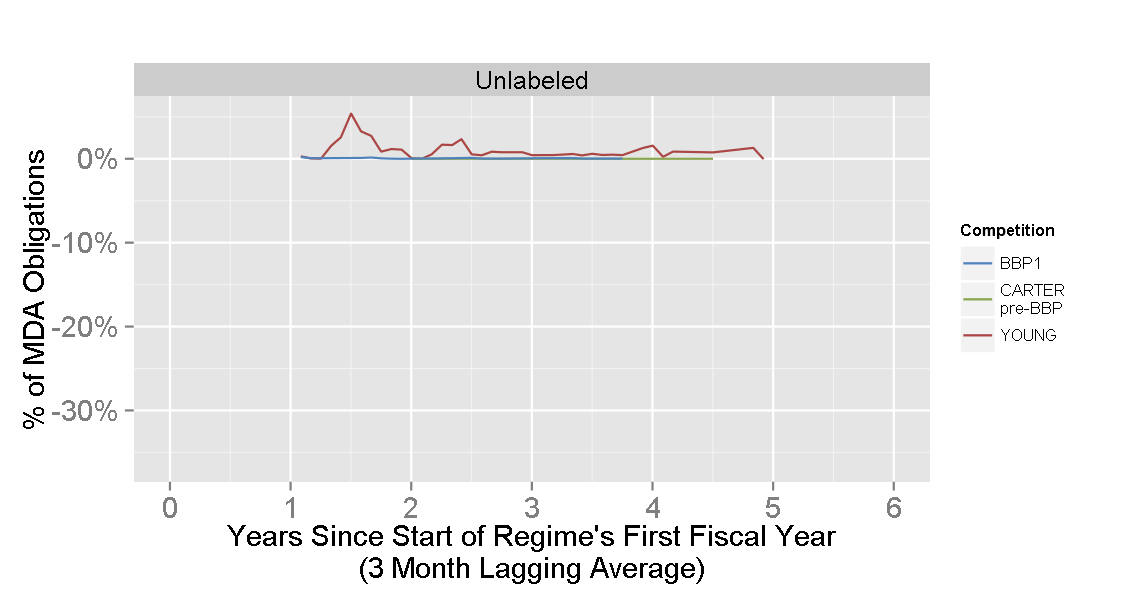 Unlabeled
% of MDA Obligations
0%
-10%
-20%
-30%
0 1 2 3 4 5 6
Years Since Start of Regime's First Fiscal Year
(3 Month Lagging Average)
Competition
BBP1
CARTER
pre-BBP
YOUNG